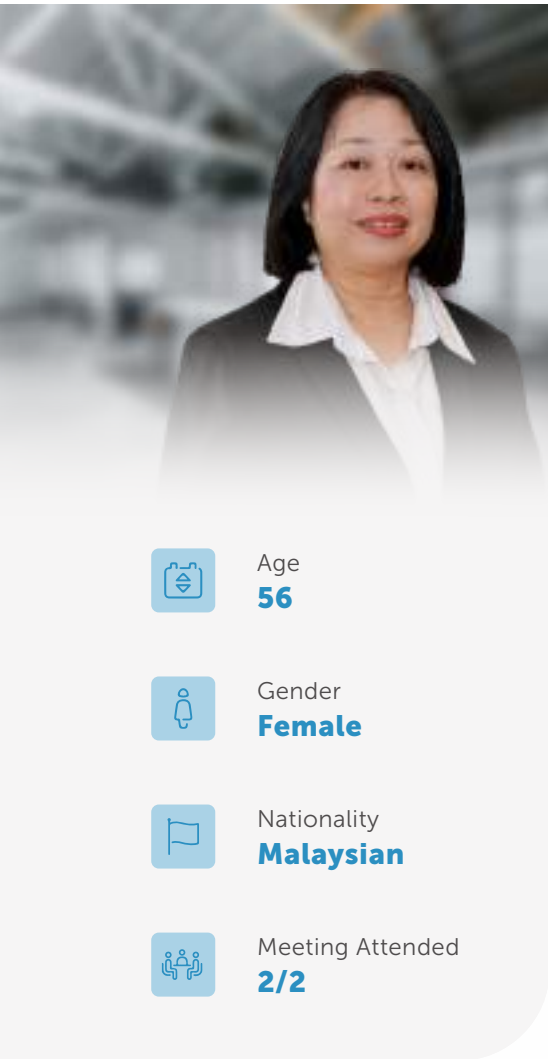 Age
56
Gender
Female
Nationality
Malaysian
Meeting Attended
2/2